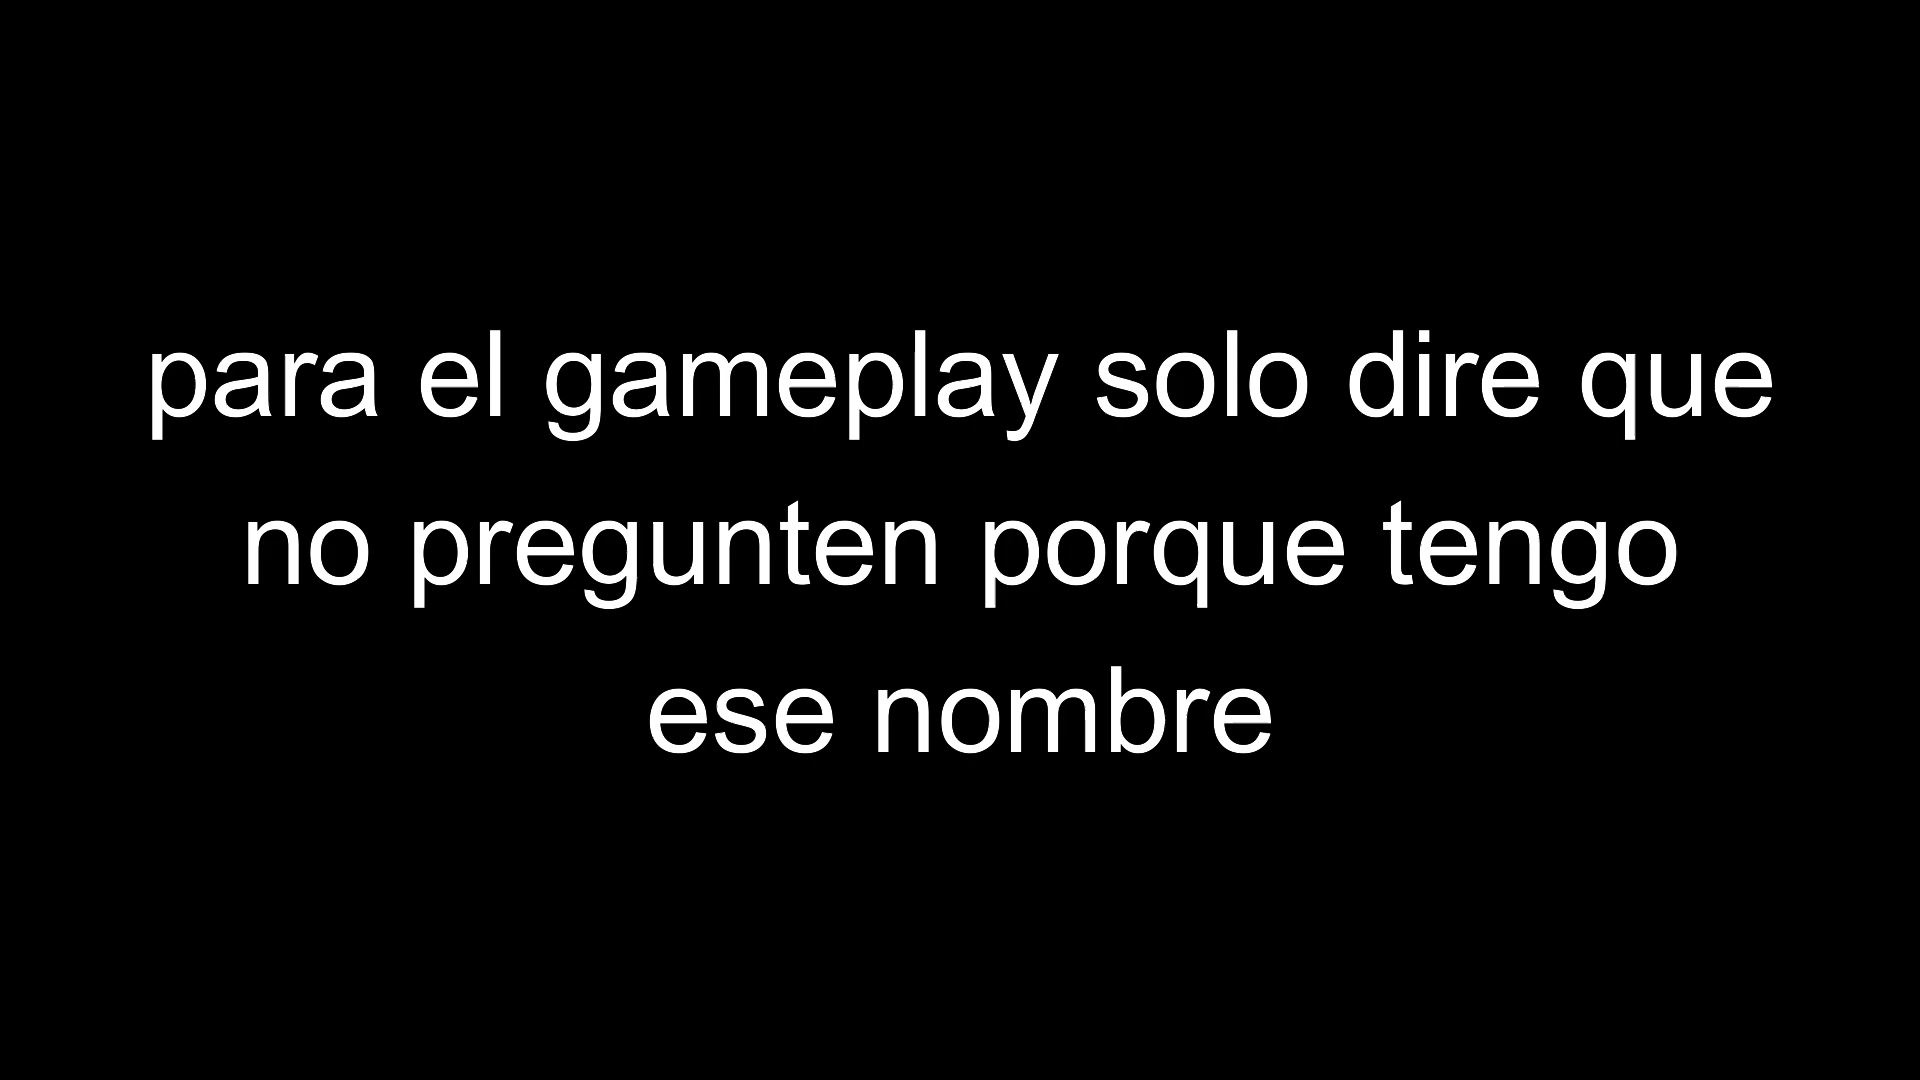 para el gameplay solo dire que
no pregunten porque tengo
ese nombre